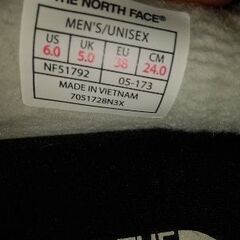 THE NORTH FACE®
MEN'S/UNISEX
US UK EU CM
6.0 5.0 38 24.0
NF51792 05-173
MADE IN VIETNAM
7051728N3X
THE